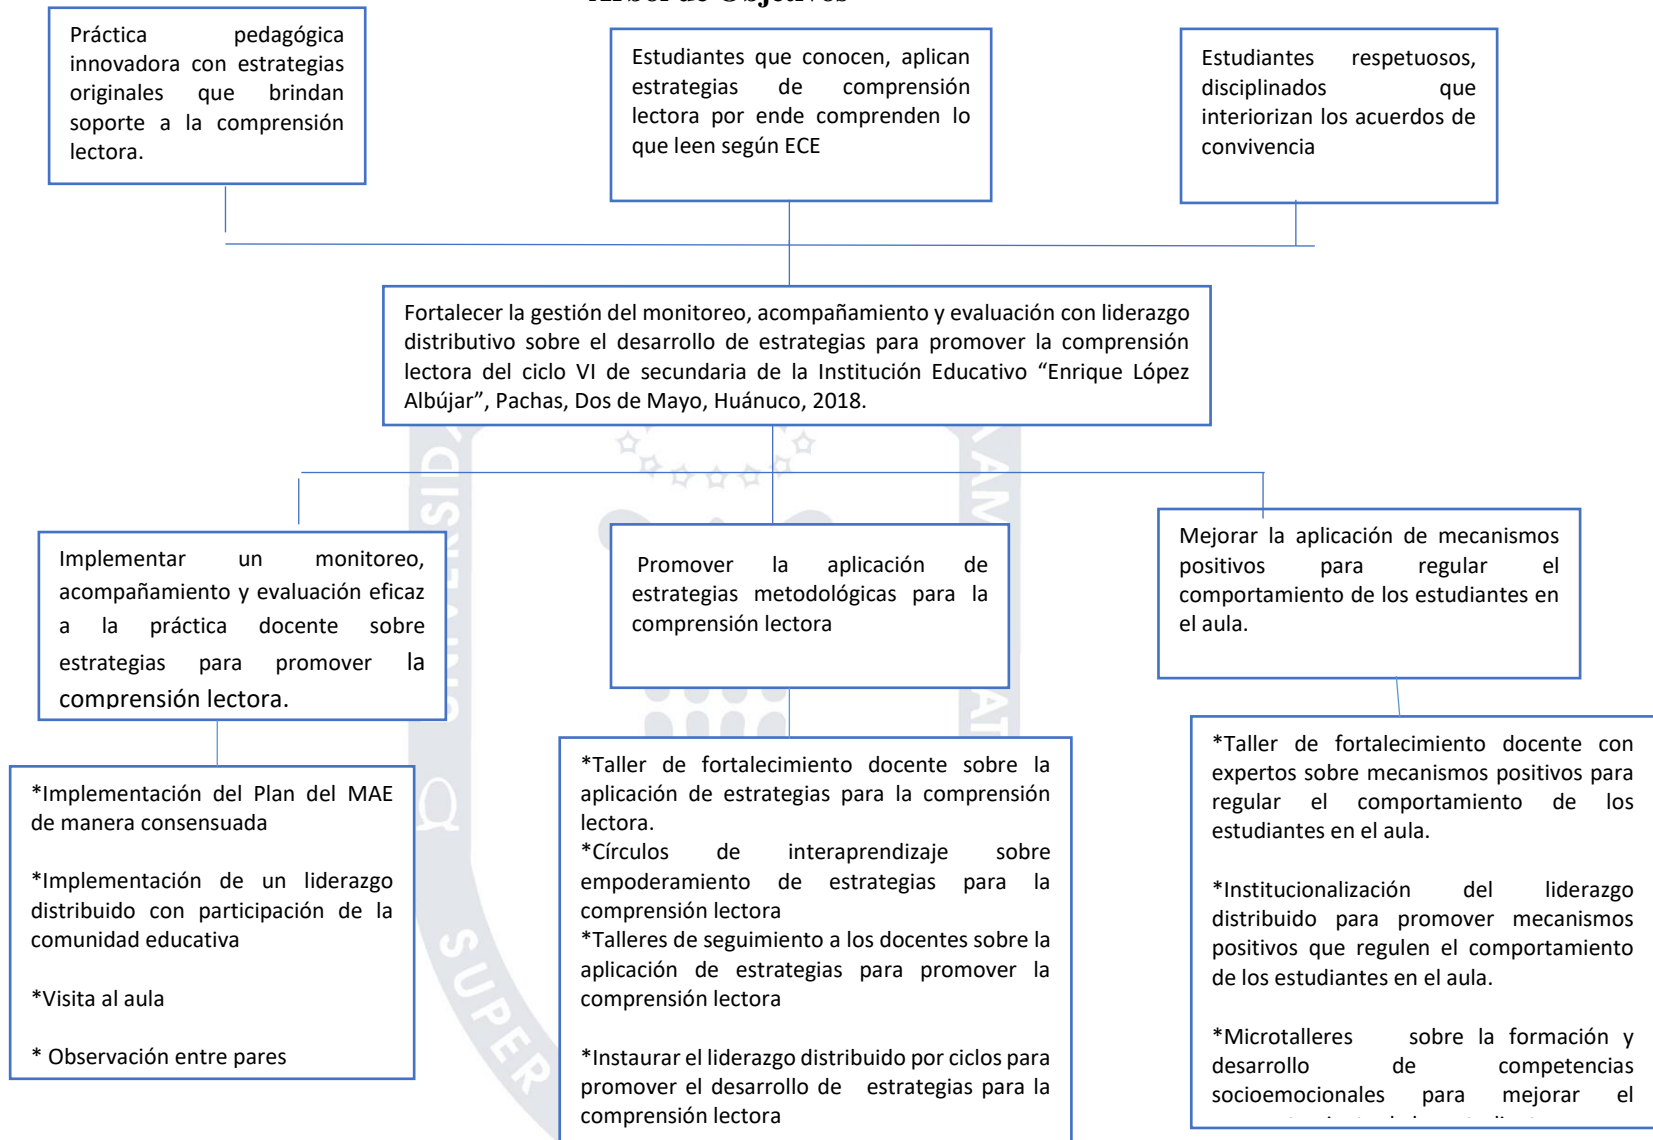 Árbol de Objetivos
Práctica pedagógica
innovadora con estrategias
originales que brindan
soporte a la comprensión
lectora.
Estudiantes que conocen, aplican
estrategias de comprensión
lectora por ende comprenden lo
que leen según ECE
Estudiantes respetuosos,
disciplinados que
interiorizan los acuerdos de
convivencia
Fortalecer la gestión del monitoreo, acompañamiento y evaluación con liderazgo
distributivo sobre el desarrollo de estrategias para promover la comprensión
lectora del ciclo VI de secundaria de la Institución Educativo “Enrique López
Albújar”, Pachas, Dos de Mayo, Huánuco, 2018.
Implementar un monitoreo,
acompañamiento y evaluación eficaz
a la práctica docente sobre
estrategias para promover la
comprensión lectora.
Promover la aplicación de
estrategias metodológicas para la
comprensión lectora
Mejorar la aplicación de mecanismos
positivos para regular el
comportamiento de los estudiantes en
el aula.
*Implementación del Plan del MAE
de manera consensuada
*Implementación de un liderazgo
distribuido con participación de la
comunidad educativa
*Visita al aula
* Observación entre pares
*Taller de fortalecimiento docente sobre la
aplicación de estrategias para la comprensión
lectora.
*Círculos de interaprendizaje sobre
empoderamiento de estrategias para la
comprensión lectora
*Talleres de seguimiento a los docentes sobre la
aplicación de estrategias para promover la
comprensión lectora
*Instaurar el liderazgo distribuido por ciclos para
promover el desarrollo de estrategias para la
comprensión lectora
*Taller de fortalecimiento docente con
expertos sobre mecanismos positivos para
regular el comportamiento de los
estudiantes en el aula.
*Institucionalización del liderazgo
distribuido para promover mecanismos
positivos que regulen el comportamiento
de los estudiantes en el aula.
*Microtalleres sobre la formación y
desarrollo de competencias
socioemocionales para mejorar el
SUPER